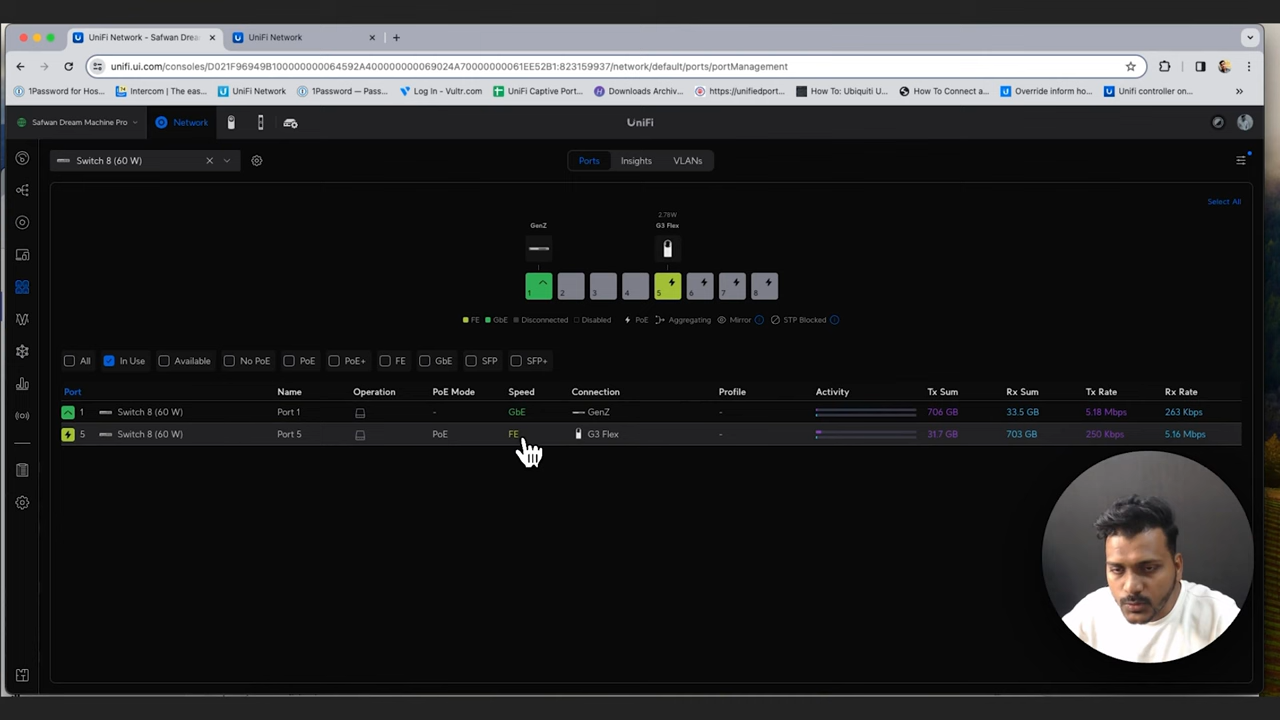 UniFi Network - Safwan Drea
UniFi Network
unifi.ui.com/consoles/D021F96949B10000000064592A400000000069024A70000000061EE52B1:823159937/network/default/ports/portManagement
1Password for Hos...
Intercom | The eas...
UniFi Network
1Password — Pass...
Log In - Vultr.com
UniFi Captive Port...
Downloads Archiv...
https://unifiedport...
How To: Ubiquiti U...
How To Connect a...
Override inform ho...
Unifi controller on...
Safwan Dream Machine Pro
Network
UniFi
Switch 8 (60 W)
Ports Insights VLANs
Select All
2.78W
GenZ G3 Flex
1 2 3 4 5 6 7 8
FE GbE Disconnected Disabled PoE Aggregating Mirror STP Blocked
All In Use Available No PoE PoE PoE+ FE GbE SFP SFP+
Port Name Operation PoE Mode Speed Connection Profile Activity Tx Sum Rx Sum Tx Rate Rx Rate
1 Switch 8 (60 W) Port 1 - GbE GenZ - 706 GB 33.5 GB 5.18 Mbps 263 Kbps
5 Switch 8 (60 W) Port 5 PoE FE G3 Flex - 31.7 GB 703 GB 250 Kbps 5.16 Mbps